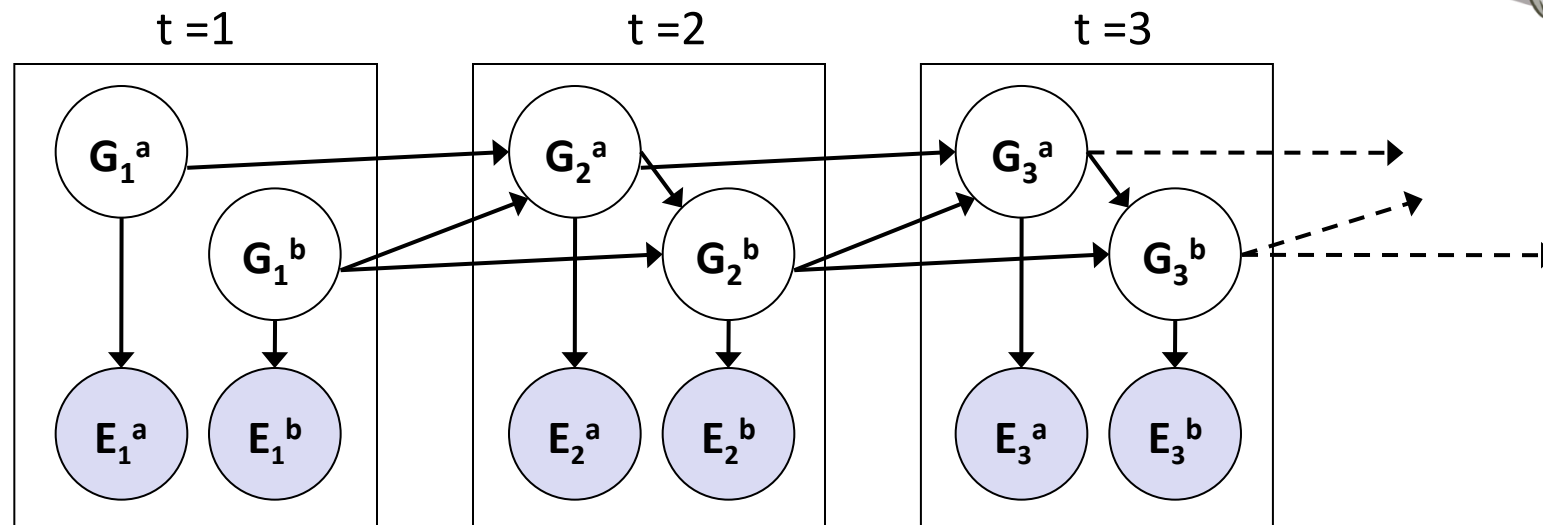 t =1 t =2 t =3
G₁ᵃ G₂ᵃ G₃ᵃ
G₁ᵇ G₂ᵇ G₃ᵇ
E₁ᵃ E₁ᵇ E₂ᵃ E₂ᵇ E₃ᵃ E₃ᵇ